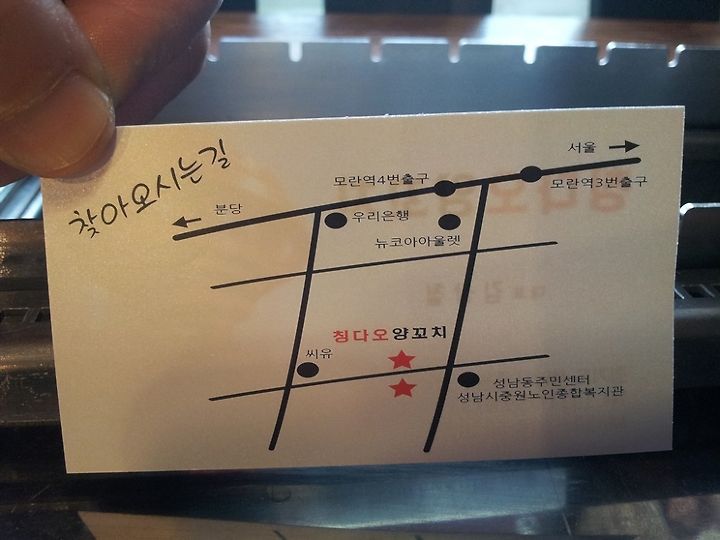 찾아오시는길
서울
분당
모란역4번출구
모란역3번출구
우리은행
뉴코아아울렛
칭다오양꼬치
씨유
성남동주민센터
성남시중원노인종합복지관